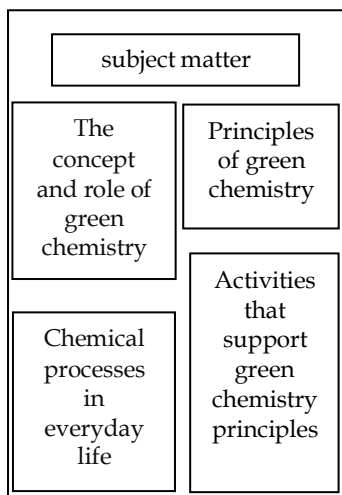 subject matter
The
concept
and role of
green
chemistry
Principles
of green
chemistry
Chemical
processes
in
everyday
life
Activities
that
support
green
chemistry
principles